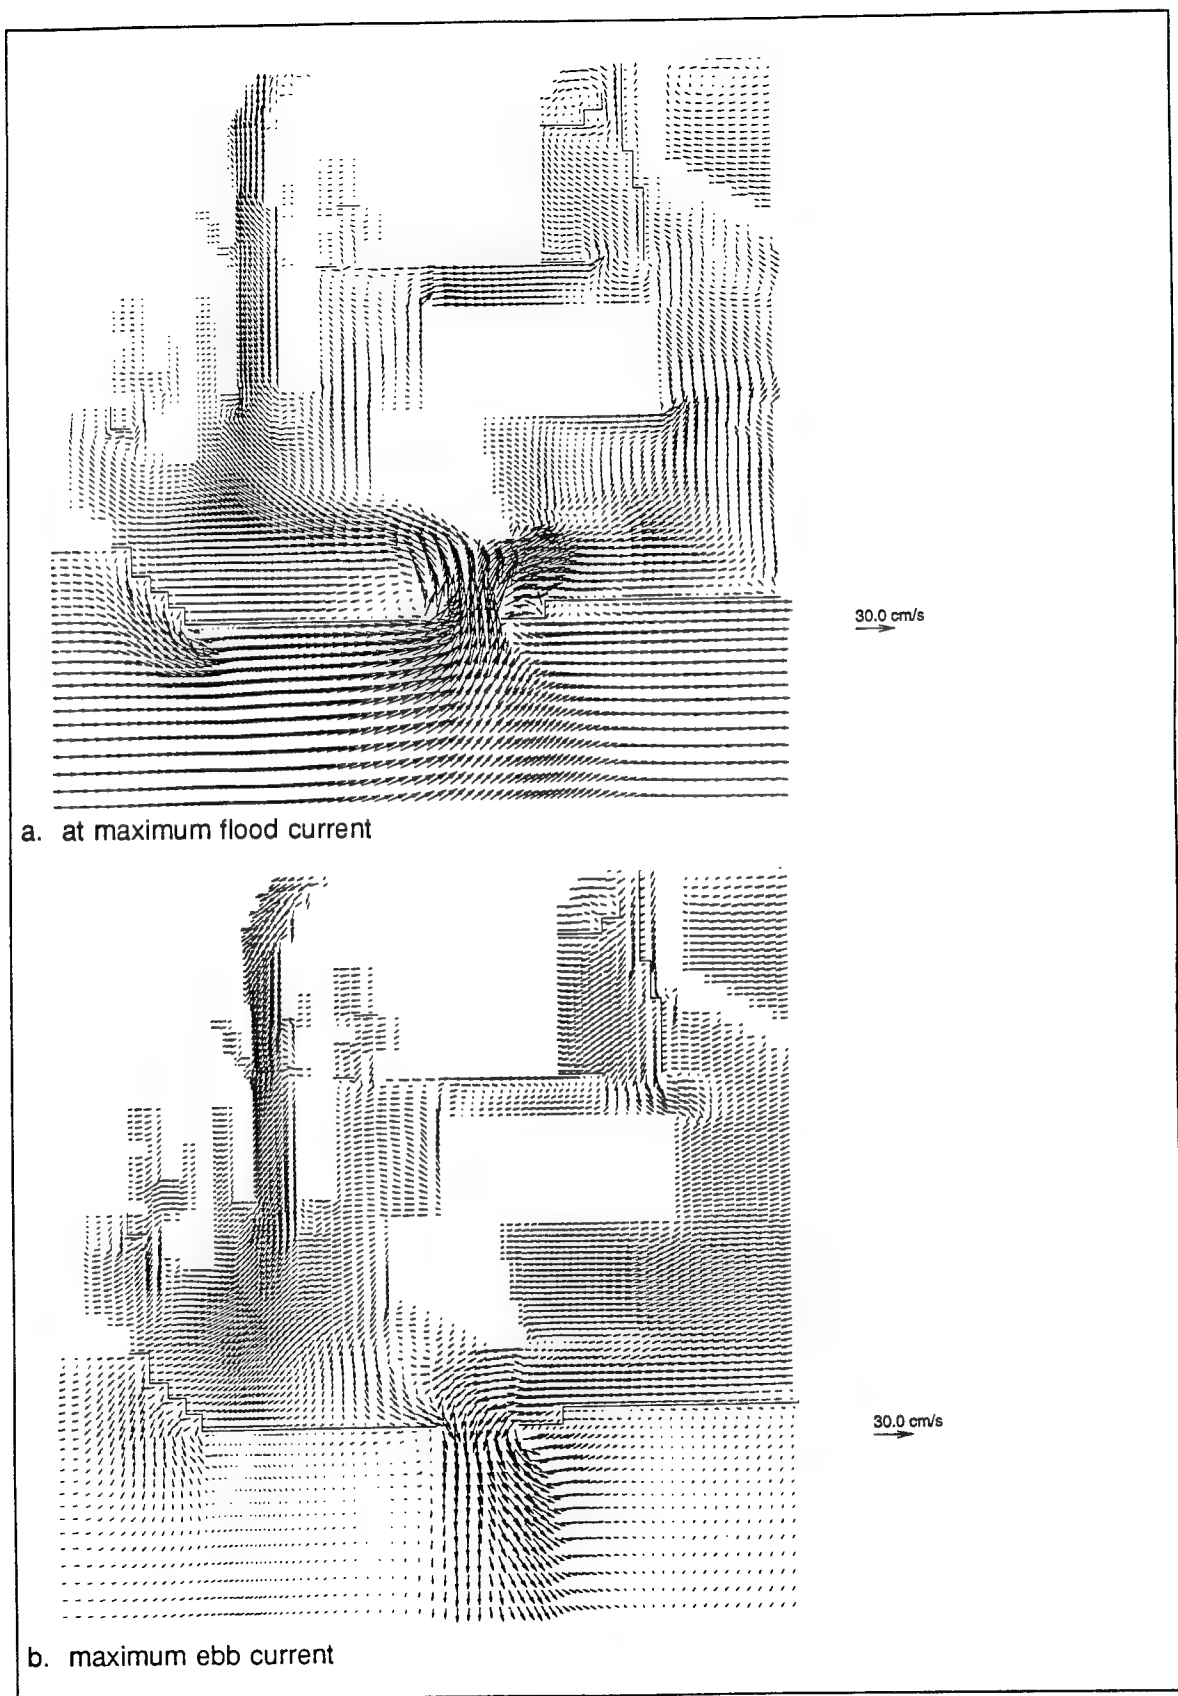 30.0 cm/s
a. at maximum flood current
30.0 cm/s
b. maximum ebb current